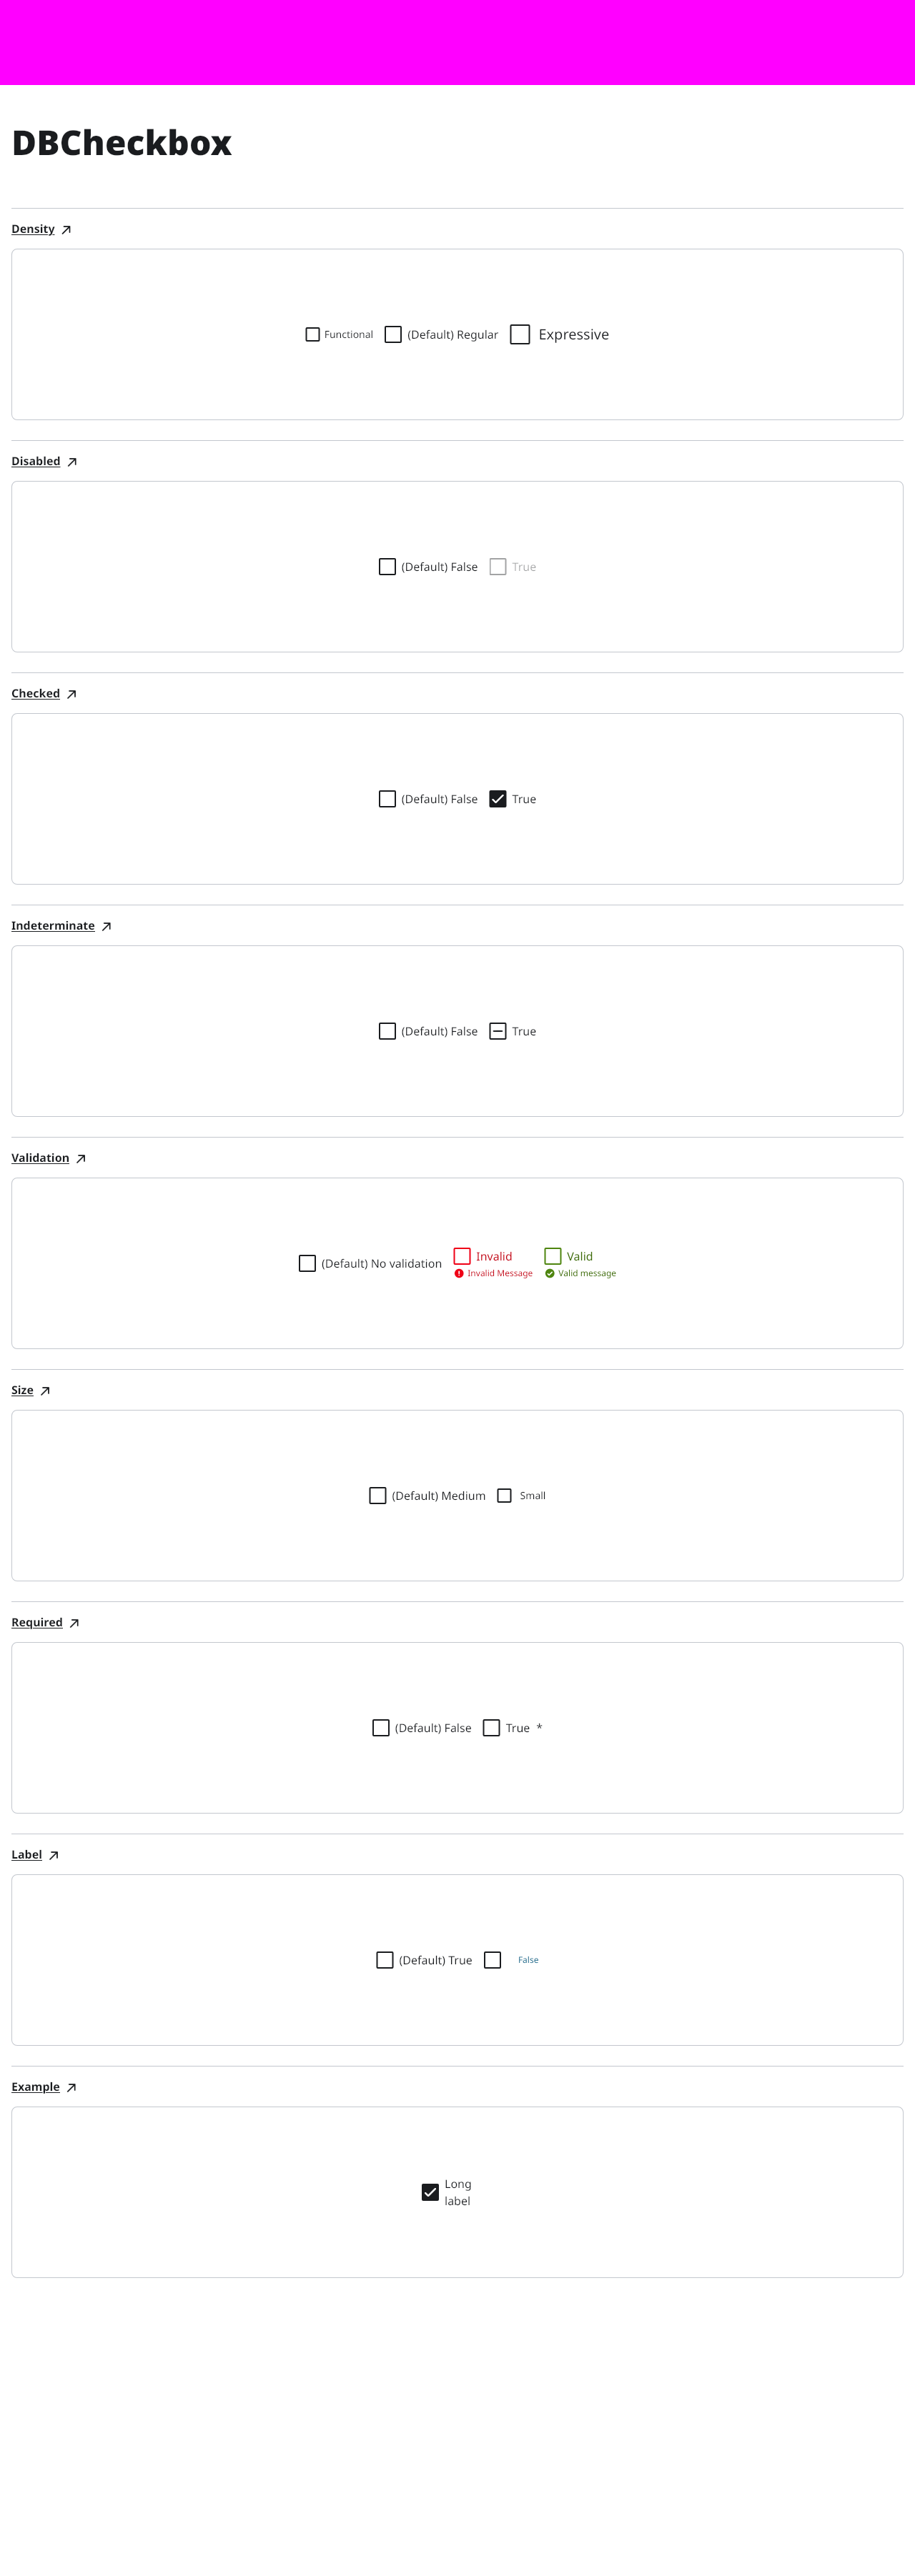 DBCheckbox
Density
Functional (Default) Regular Expressive
Disabled
(Default) False True
Checked
(Default) False True
Indeterminate
(Default) False True
Validation
(Default) No validation Invalid Valid
Invalid Message Valid message
Size
(Default) Medium Small
Required
(Default) False True *
Label
(Default) True False
Example
Long
label